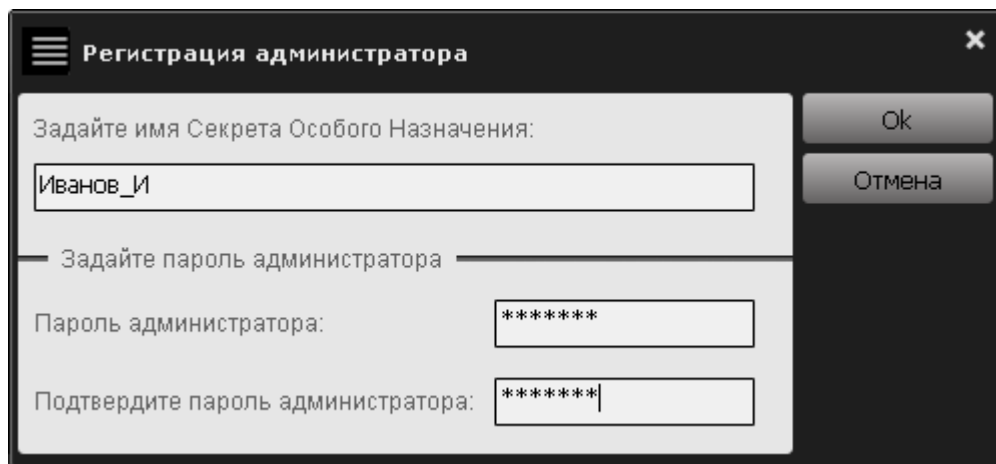 Регистрация администратора
Задайте имя Секрета Особого Назначения:
Иванов_И
Задайте пароль администратора
Пароль администратора: *******
Подтвердите пароль администратора: *******
Ok
Отмена